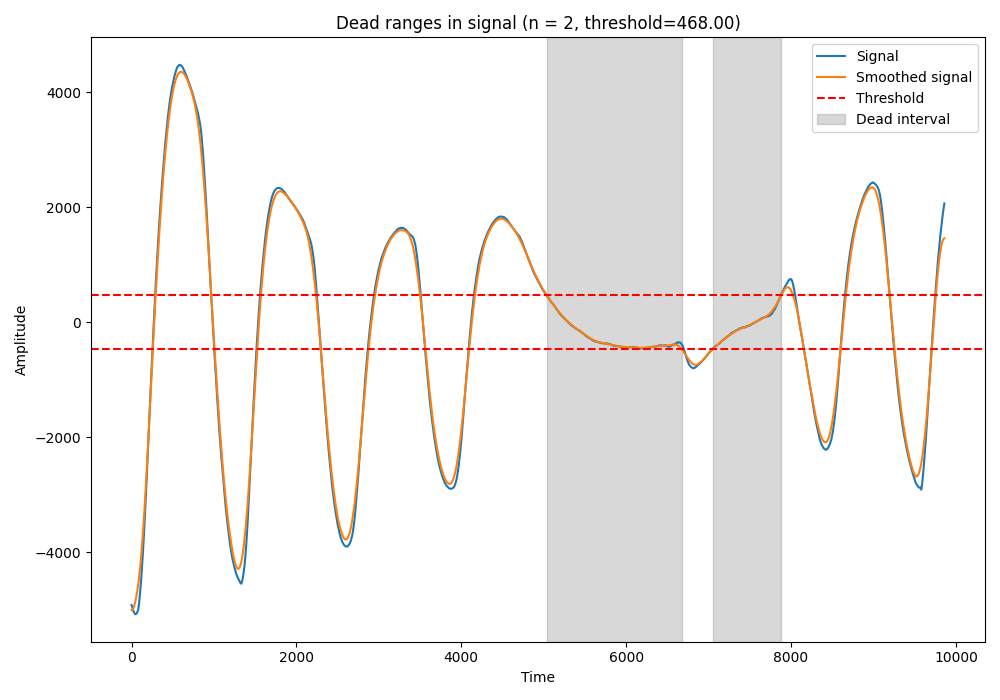 Dead ranges in signal (n = 2, threshold=468.00)
Signal
Smoothed signal
Threshold
Dead interval
Amplitude
4000
2000
0
−2000
−4000
0
2000
4000
6000
8000
10000
Time